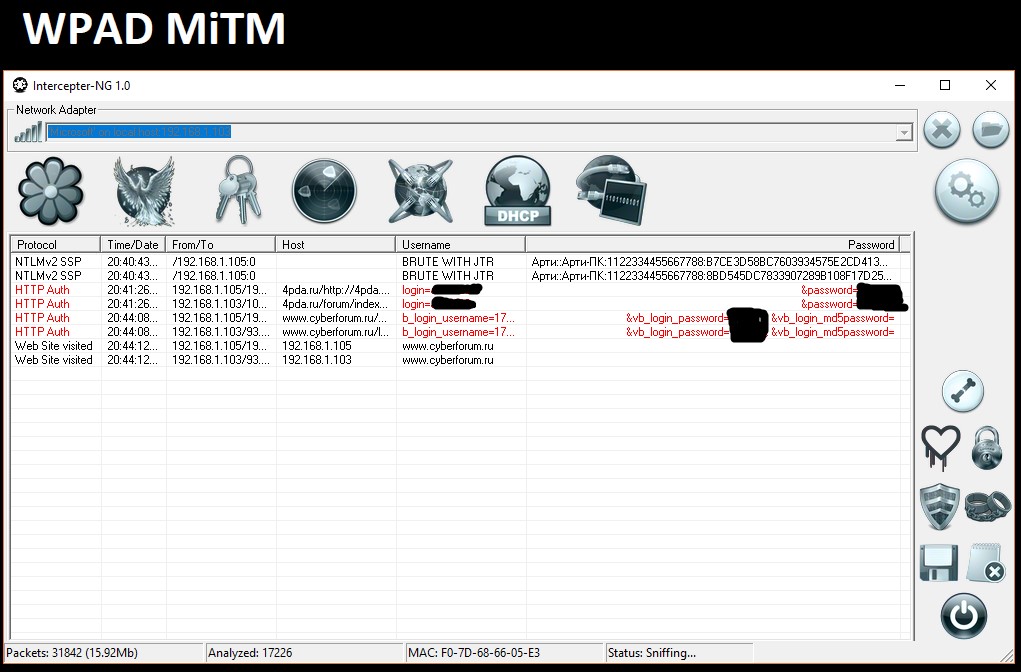 WPAD MiTM
Intercepter-NG 1.0
Network Adapter
'Microsoft' on local host: 192.168.1.10
DHCP
Protocol Time/Date From/To Host Username Password
NTLMv2 SSP 20:40:43... /192.168.1.105:0 BRUTE WITH JTR Арти::Арти-ПК:1122334455667788:B7CE3D58BC7603934575E2CD413...
NTLMv2 SSP 20:40:43... /192.168.1.105:0 BRUTE WITH JTR Арти::Арти-ПК:1122334455667788:8BD545DC7833907289B108F17D25...
HTTP Auth 20:41:26... 192.168.1.105/19... 4pda.ru/http://4pda.... login= &password=
HTTP Auth 20:41:26... 192.168.1.103/10... 4pda.ru/forum/index... login= &password=
HTTP Auth 20:44:08... 192.168.1.105/19... www.cyberforum.ru/... b_login_username=17... &vb_login_password= &vb_login_md5password=
HTTP Auth 20:44:08... 192.168.1.103/93.... www.cyberforum.ru/l... b_login_username=17... &vb_login_password= &vb_login_md5password=
Web Site visited 20:44:12... 192.168.1.105/19... 192.168.1.105 www.cyberforum.ru
Web Site visited 20:44:12... 192.168.1.103/93.... 192.168.1.103 www.cyberforum.ru
Packets: 31842 (15.92Mb) Analyzed: 17226 MAC: F0-7D-68-66-05-E3 Status: Sniffing...